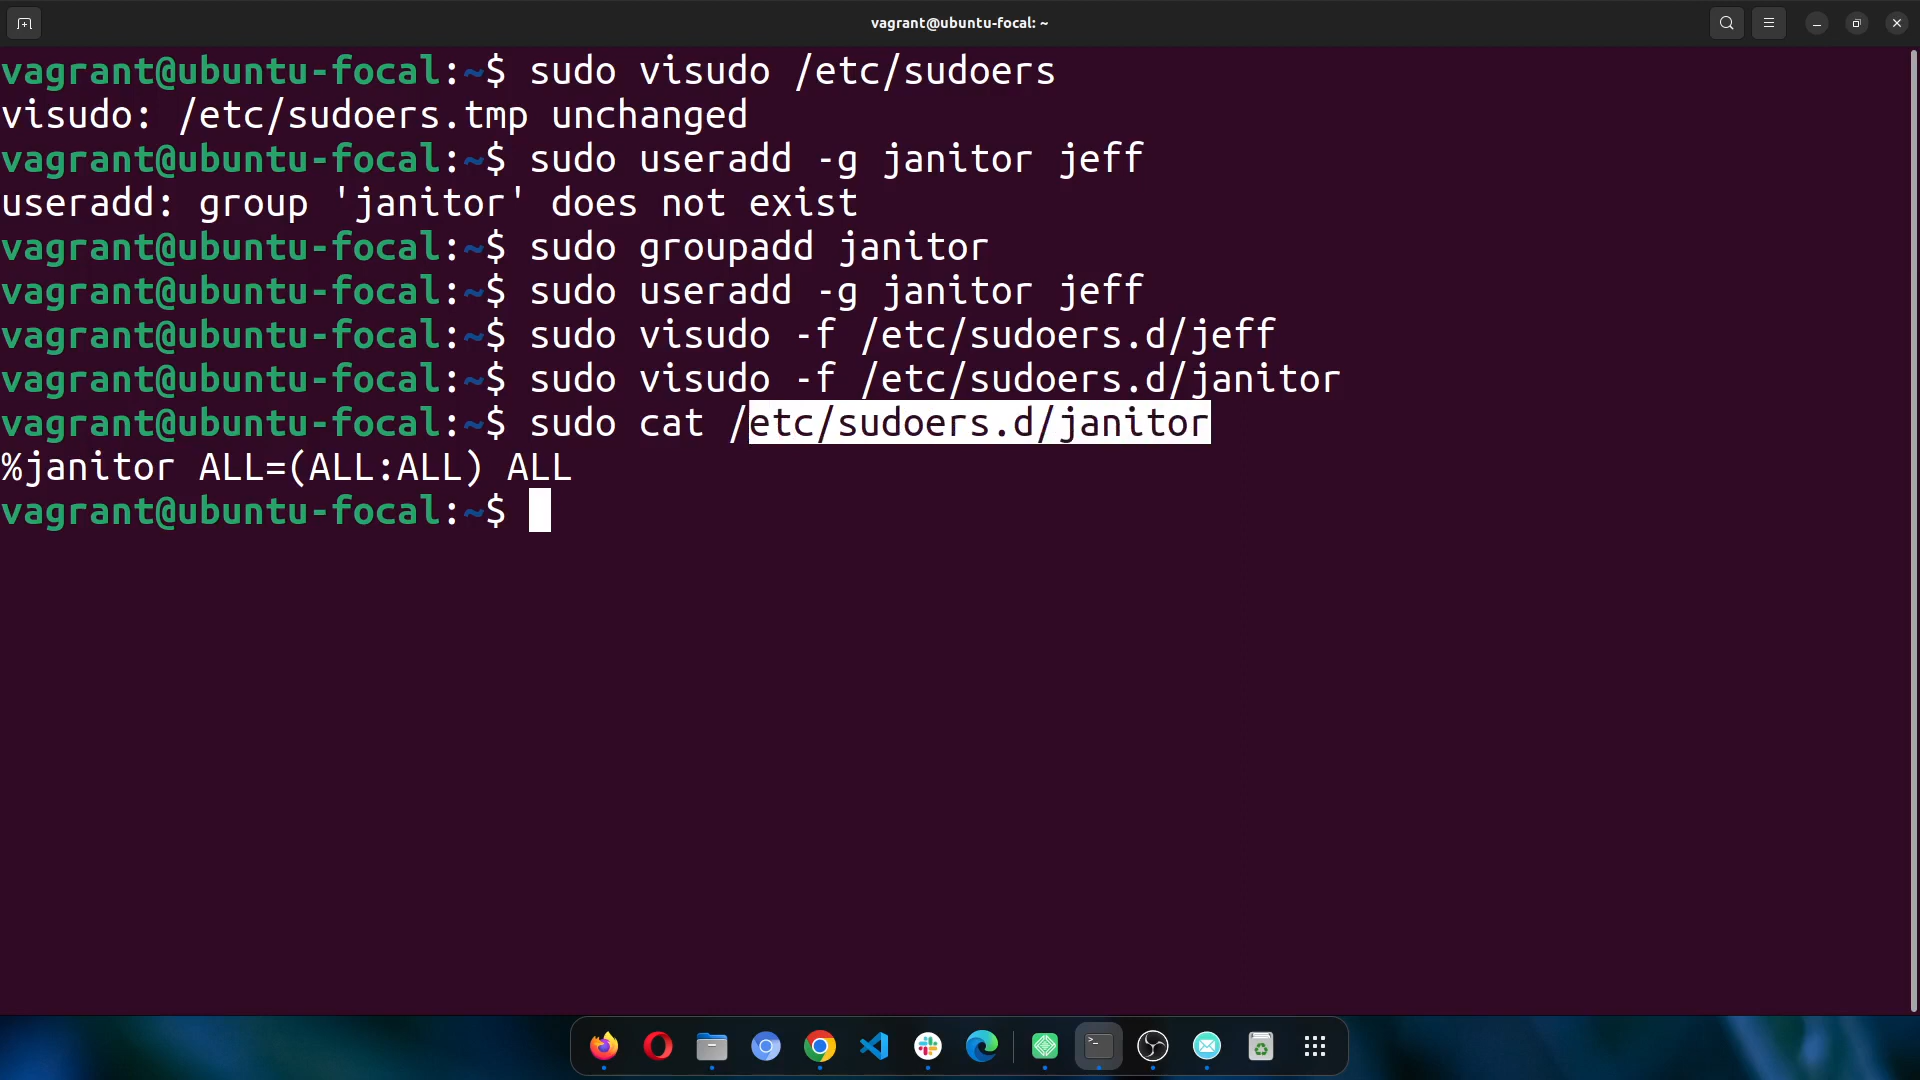 vagrant@ubuntu-focal: ~
vagrant@ubuntu-focal:~$ sudo visudo /etc/sudoers
visudo: /etc/sudoers.tmp unchanged
vagrant@ubuntu-focal:~$ sudo useradd -g janitor jeff
useradd: group 'janitor' does not exist
vagrant@ubuntu-focal:~$ sudo groupadd janitor
vagrant@ubuntu-focal:~$ sudo useradd -g janitor jeff
vagrant@ubuntu-focal:~$ sudo visudo -f /etc/sudoers.d/jeff
vagrant@ubuntu-focal:~$ sudo visudo -f /etc/sudoers.d/janitor
vagrant@ubuntu-focal:~$ sudo cat /etc/sudoers.d/janitor
%janitor ALL=(ALL:ALL) ALL
vagrant@ubuntu-focal:~$